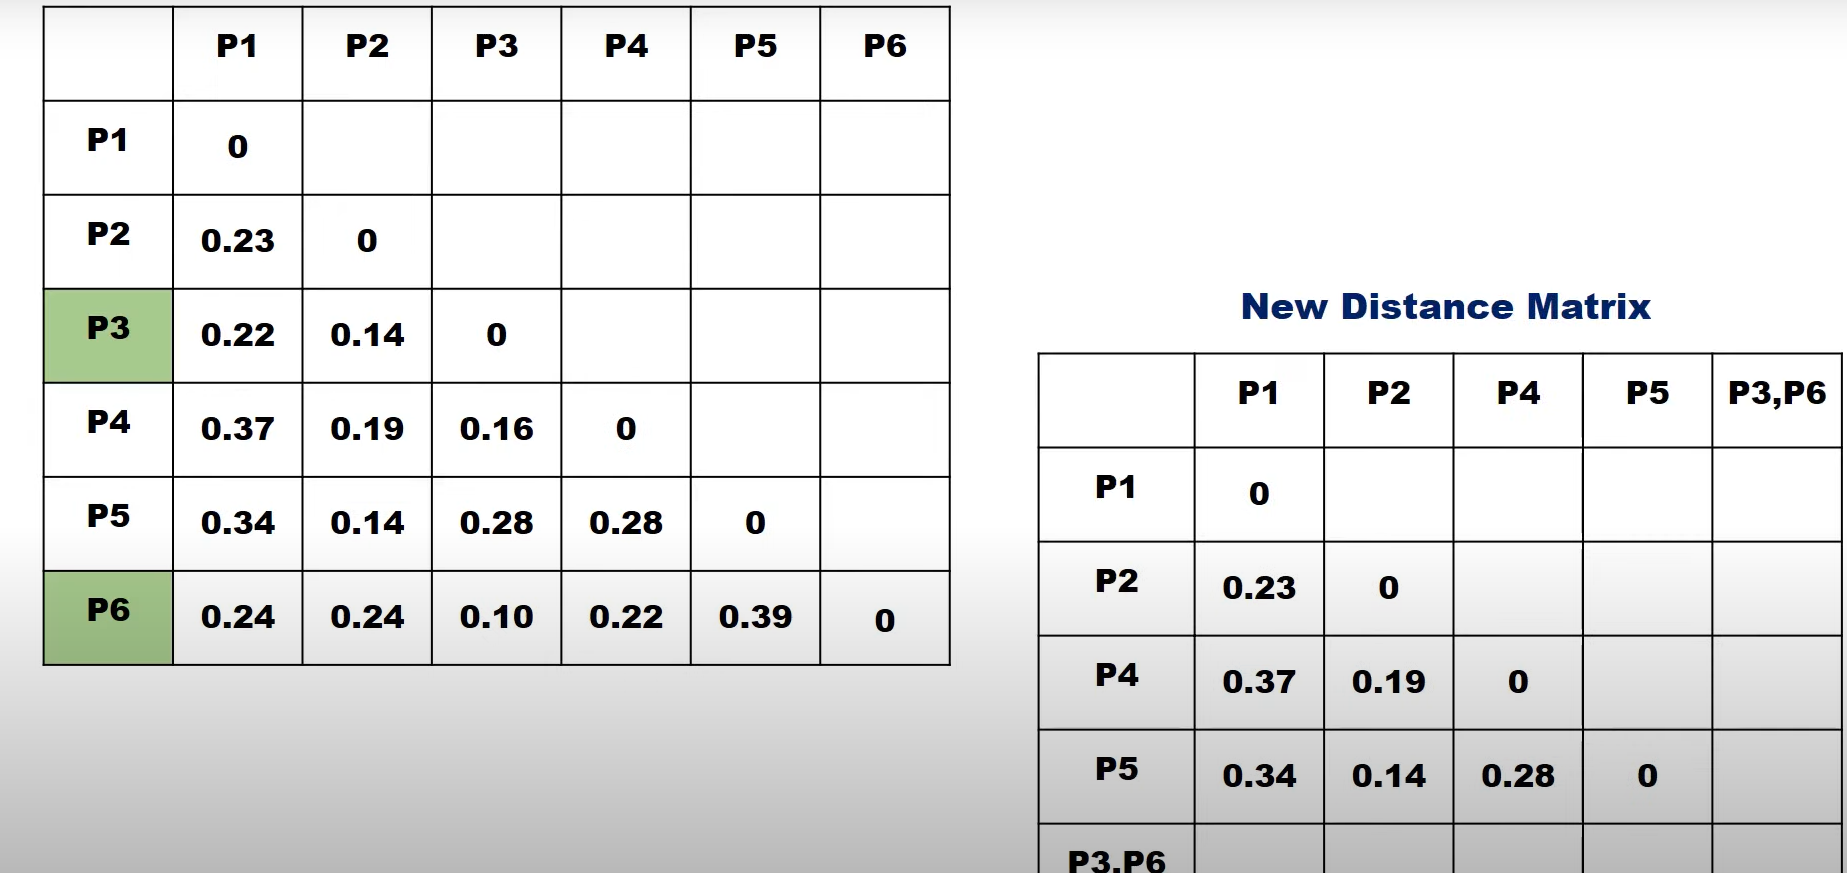 P1 P2 P3 P4 P5 P6
P1 0
P2 0.23 0
P3 0.22 0.14 0
P4 0.37 0.19 0.16 0
P5 0.34 0.14 0.28 0.28 0
P6 0.24 0.24 0.10 0.22 0.39 0
New Distance Matrix
P1 P2 P4 P5 P3,P6
P1 0
P2 0.23 0
P4 0.37 0.19 0
P5 0.34 0.14 0.28 0
P3,P6